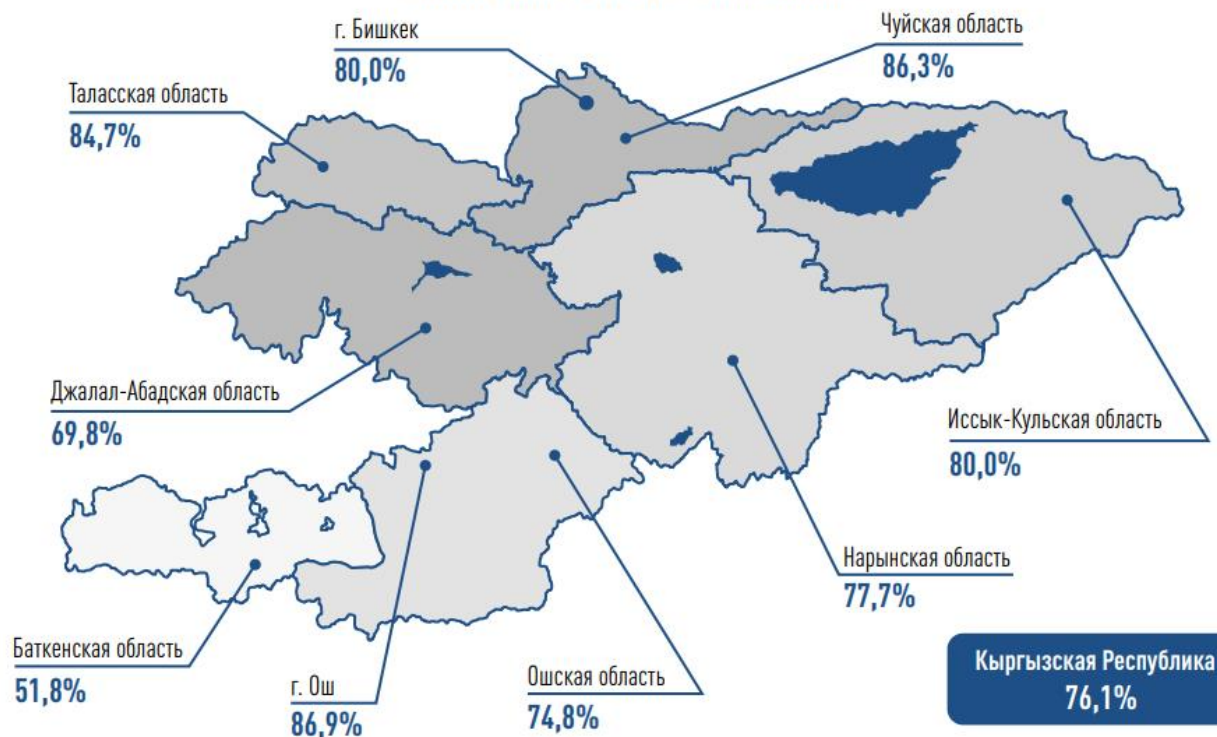 г. Бишкек
80,0%
Чуйская область
86,3%
Таласская область
84,7%
Джалал-Абадская область
69,8%
Иссык-Кульская область
80,0%
Нарынская область
77,7%
Баткенская область
51,8%
г. Ош
86,9%
Ошская область
74,8%
Кыргызская Республика
76,1%